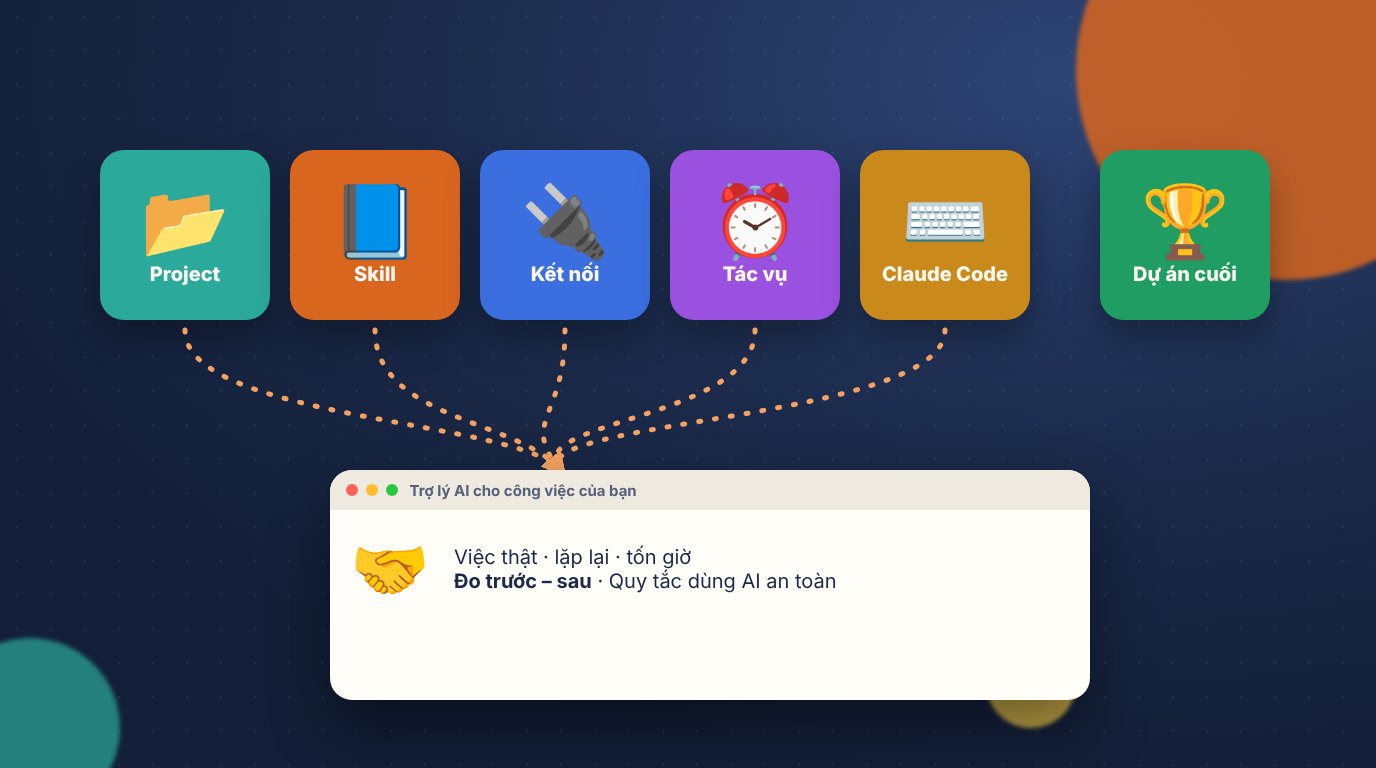 Project
Skill
Kết nối
Tác vụ
Claude Code
Dự án cuối
Trợ lý AI cho công việc của bạn
Việc thật · lặp lại · tốn giờ
Đo trước – sau · Quy tắc dùng AI an toàn